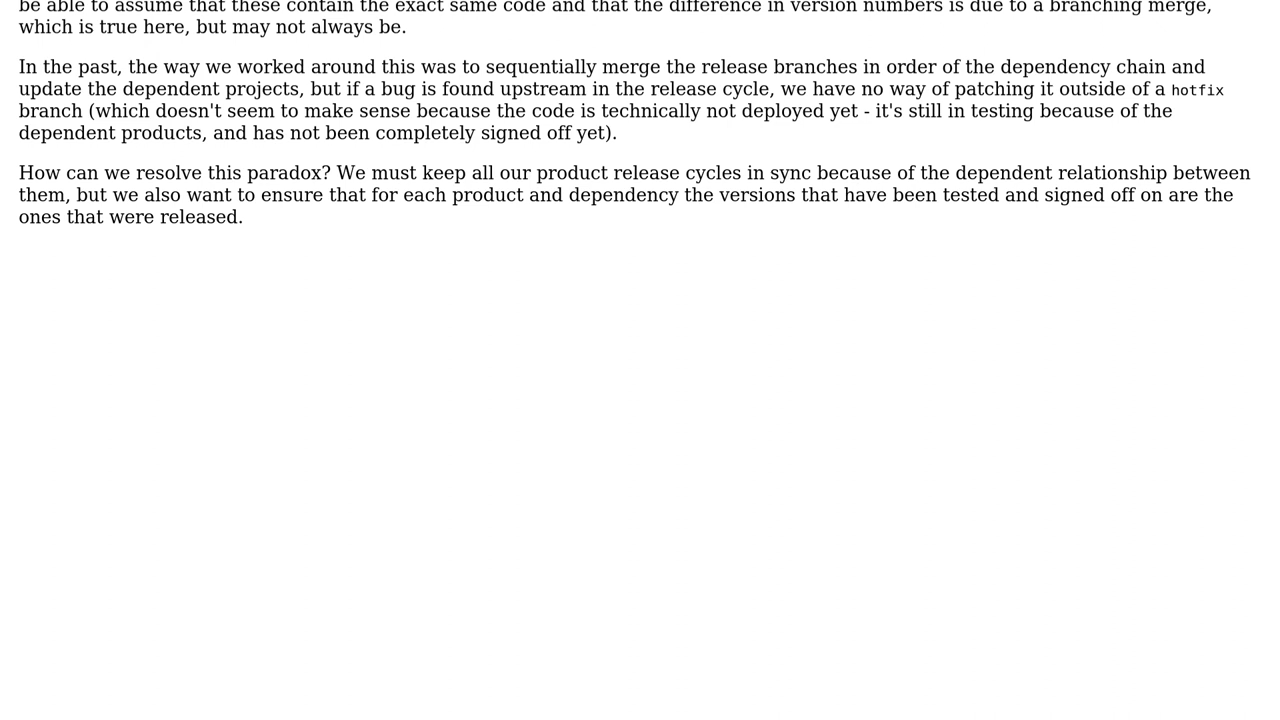 be able to assume that these contain the exact same code and that the difference in version numbers is due to a branching merge,
which is true here, but may not always be.
In the past, the way we worked around this was to sequentially merge the release branches in order of the dependency chain and
update the dependent projects, but if a bug is found upstream in the release cycle, we have no way of patching it outside of a hotfix
branch (which doesn't seem to make sense because the code is technically not deployed yet - it's still in testing because of the
dependent products, and has not been completely signed off yet).
How can we resolve this paradox? We must keep all our product release cycles in sync because of the dependent relationship between
them, but we also want to ensure that for each product and dependency the versions that have been tested and signed off on are the
ones that were released.